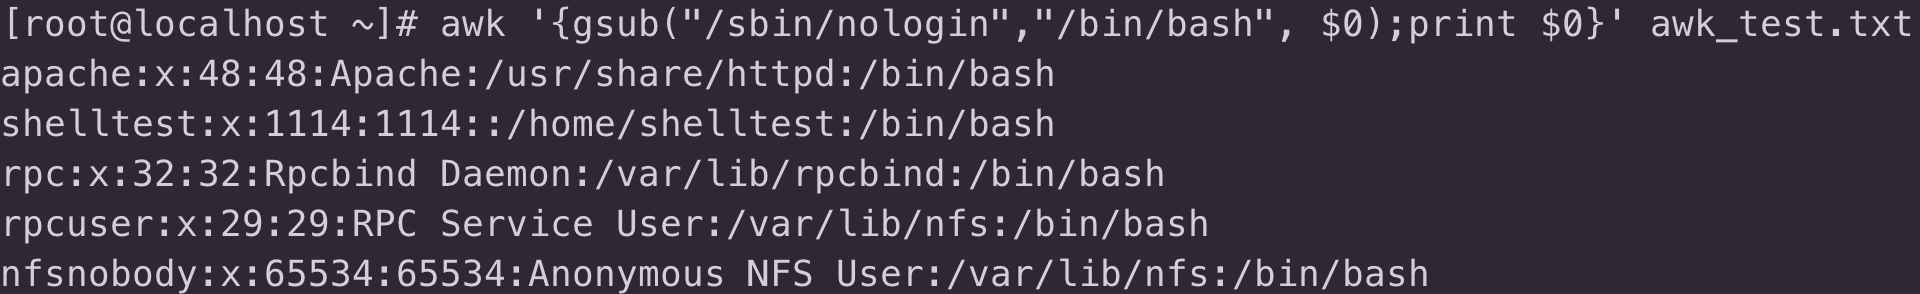 [root@localhost ~]# awk '{gsub("/sbin/nologin","/bin/bash", $0);print $0}' awk_test.txt
apache:x:48:48:Apache:/usr/share/httpd:/bin/bash
shelltest:x:1114:1114::/home/shelltest:/bin/bash
rpc:x:32:32:Rpcbind Daemon:/var/lib/rpcbind:/bin/bash
rpcuser:x:29:29:RPC Service User:/var/lib/nfs:/bin/bash
nfsnobody:x:65534:65534:Anonymous NFS User:/var/lib/nfs:/bin/bash